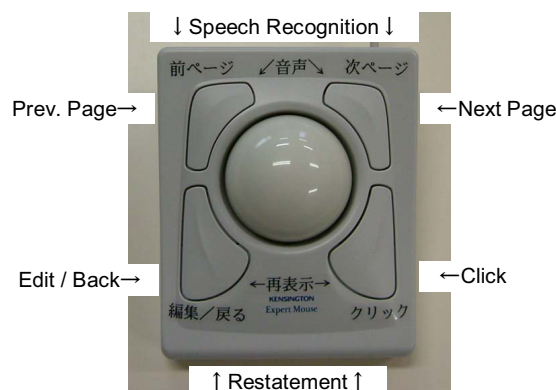 ↓ Speech Recognition ↓
前ページ ↙音声↘ 次ページ
Prev. Page→
←Next Page
Edit / Back→
←Click
←再表示→
KENSINGTON
Expert Mouse
編集／戻る
クリック
↑ Restatement ↑